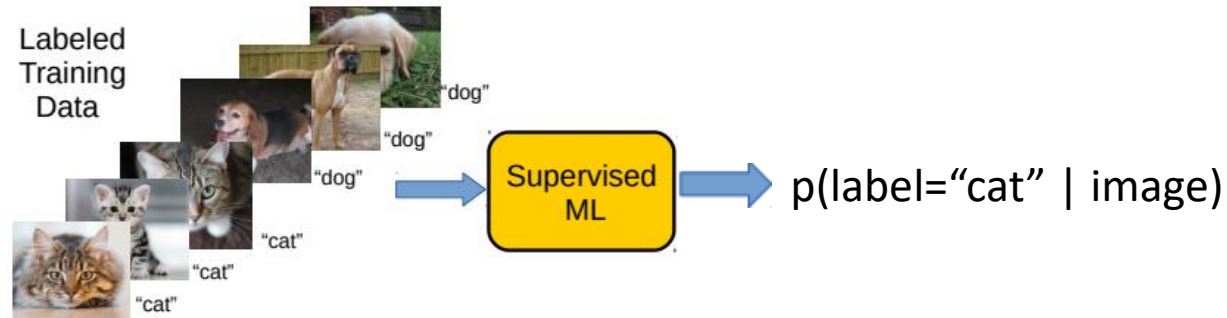 Labeled
Training
Data
"dog"
"dog"
"dog"
"cat"
"cat"
"cat"
Supervised
ML
p(label=“cat” | image)